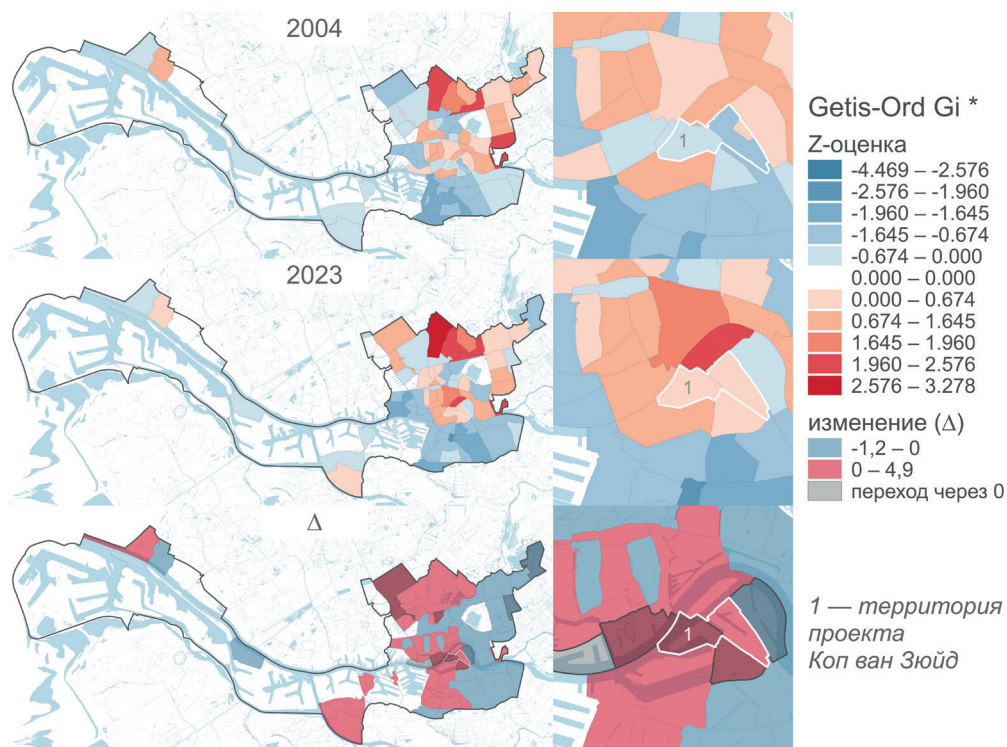 2004
1
2023
1
Δ
1
Getis-Ord Gi *
Z-оценка
-4.469 – -2.576
-2.576 – -1.960
-1.960 – -1.645
-1.645 – -0.674
-0.674 – 0.000
0.000 – 0.000
0.000 – 0.674
0.674 – 1.645
1.645 – 1.960
1.960 – 2.576
2.576 – 3.278
изменение (Δ)
-1,2 – 0
0 – 4,9
переход через 0
1 — территория
проекта
Коп ван Зюйд